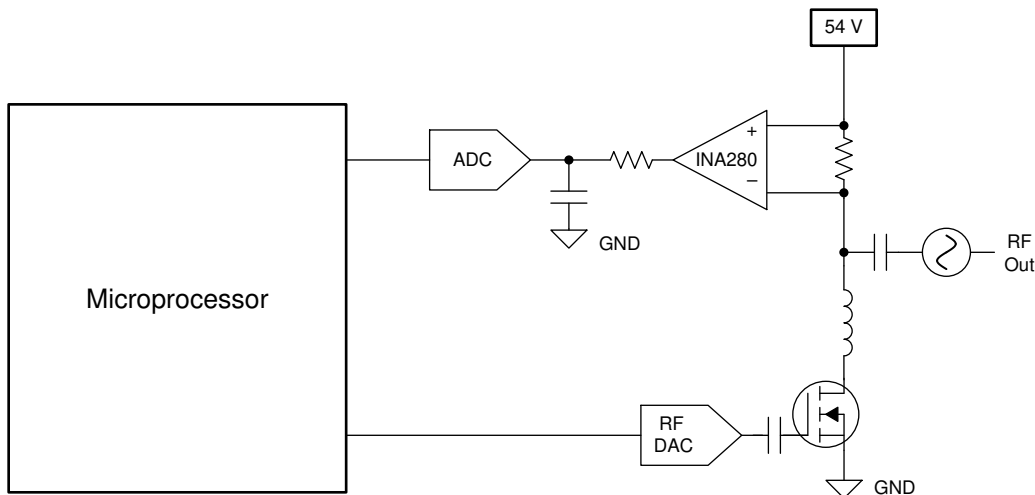 54 V
ADC
+
INA280
–
GND
RF
Out
Microprocessor
RF
DAC
GND